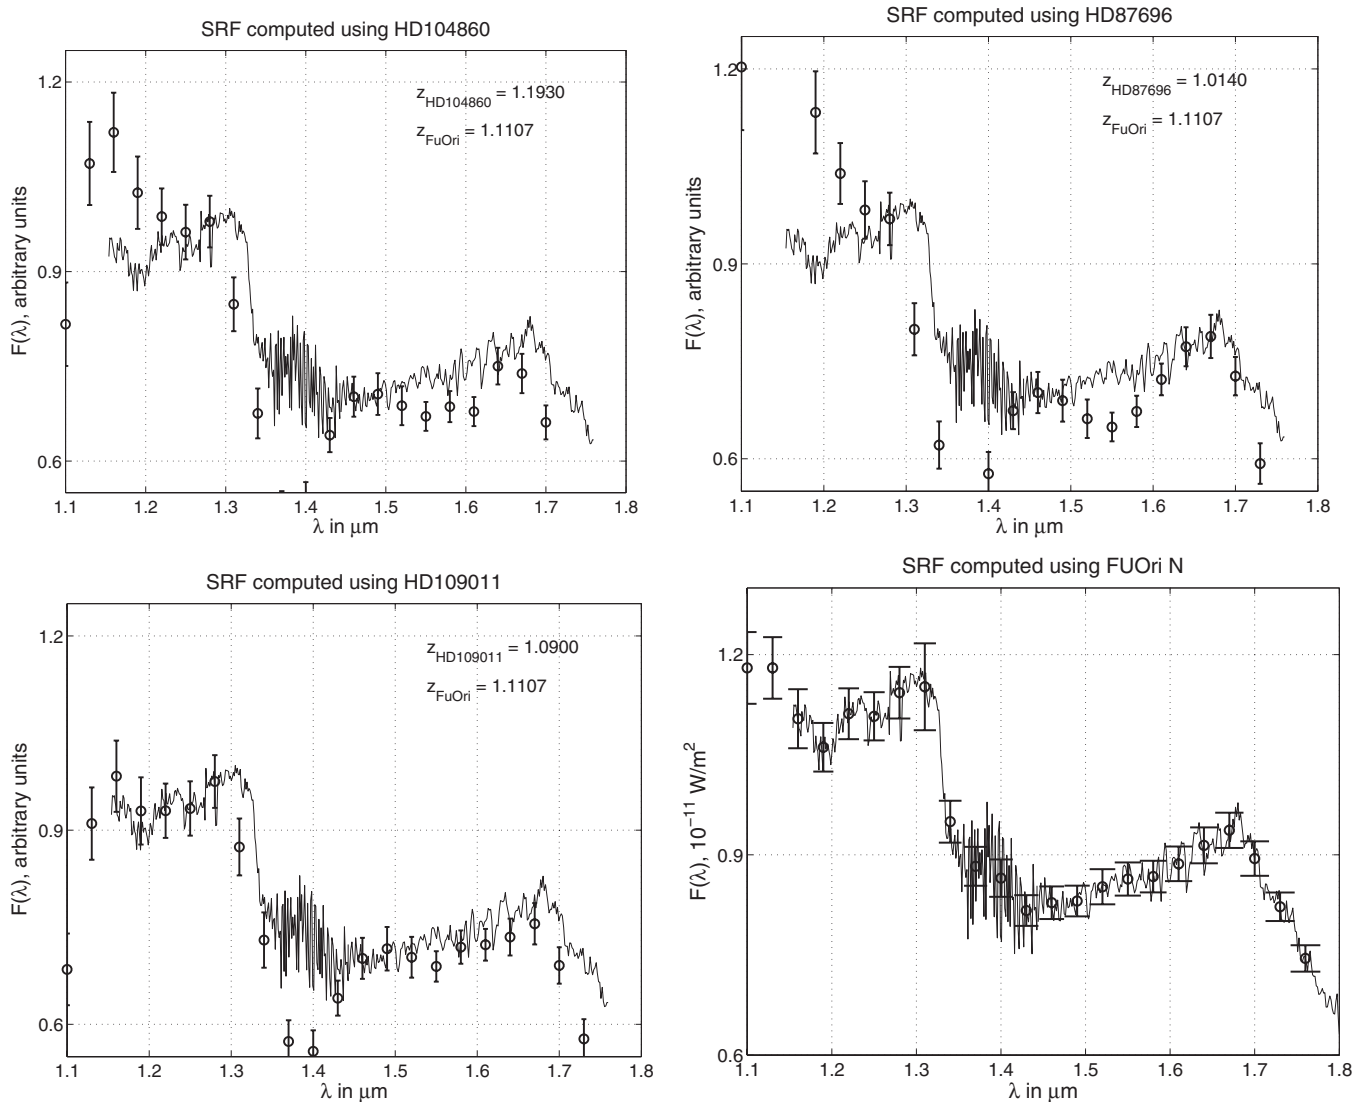 SRF computed using HD104860
z_HD104860 = 1.1930
z_FuOri = 1.1107
F(λ), arbitrary units
1.2
0.9
0.6
1.1 1.2 1.3 1.4 1.5 1.6 1.7 1.8
λ in μm
SRF computed using HD87696
z_HD87696 = 1.0140
z_FuOri = 1.1107
F(λ), arbitrary units
1.2
0.9
0.6
1.1 1.2 1.3 1.4 1.5 1.6 1.7 1.8
λ in μm
SRF computed using HD109011
z_HD109011 = 1.0900
z_FuOri = 1.1107
F(λ), arbitrary units
1.2
0.9
0.6
1.1 1.2 1.3 1.4 1.5 1.6 1.7 1.8
λ in μm
SRF computed using FUOri N
F(λ), 10⁻¹¹ W/m²
1.2
0.9
0.6
1.1 1.2 1.3 1.4 1.5 1.6 1.7 1.8
λ in μm